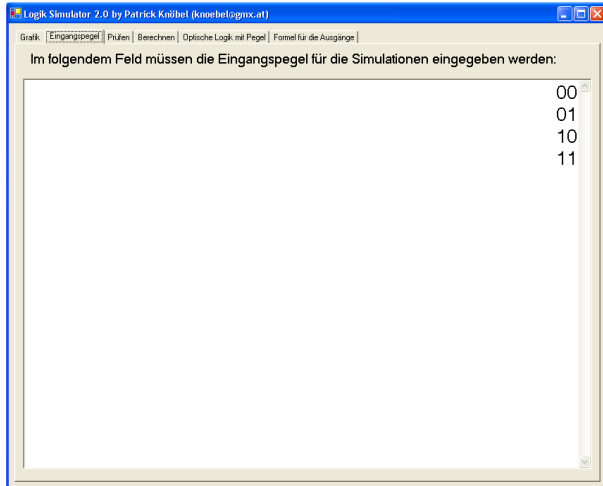 Logik Simulator 2.0 by Patrick Knöbel (knoebel@gmx.at)
Grafik Eingangspegel Prüfen Berechnen Optische Logik mit Pegel Formel für die Ausgänge
Im folgendem Feld müssen die Eingangspegel für die Simulationen eingegeben werden:
00
01
10
11